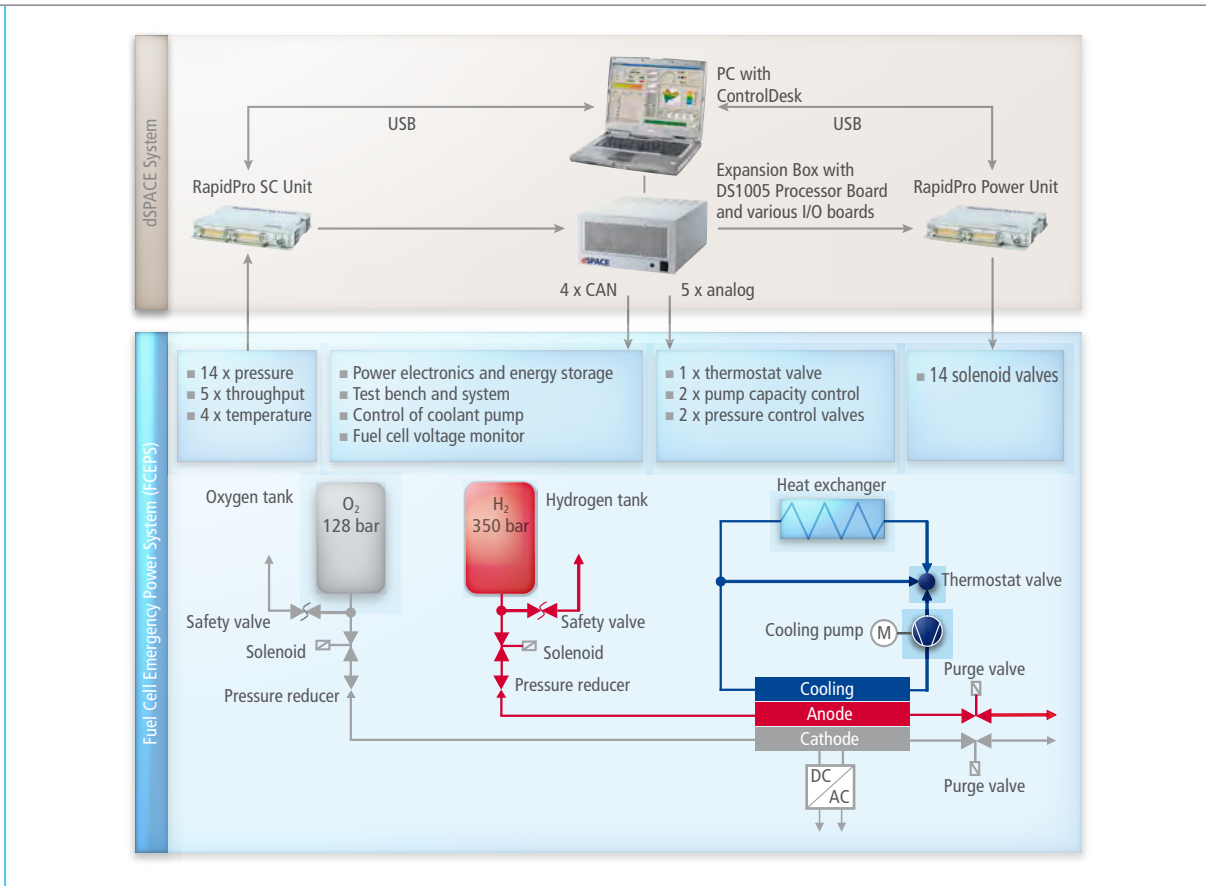 dSPACE System
PC with
ControlDesk
USB
USB
RapidPro SC Unit
Expansion Box with
DS1005 Processor Board
and various I/O boards
RapidPro Power Unit
dSPACE
4 x CAN
5 x analog
Fuel Cell Emergency Power System (FCEPS)
14 x pressure
5 x throughput
4 x temperature
Power electronics and energy storage
Test bench and system
Control of coolant pump
Fuel cell voltage monitor
1 x thermostat valve
2 x pump capacity control
2 x pressure control valves
14 solenoid valves
Oxygen tank
O₂
128 bar
H₂
350 bar
Hydrogen tank
Heat exchanger
Thermostat valve
Safety valve
Safety valve
Cooling pump
M
Solenoid
Solenoid
Pressure reducer
Pressure reducer
Purge valve
Cooling
Anode
Cathode
DC
AC
Purge valve